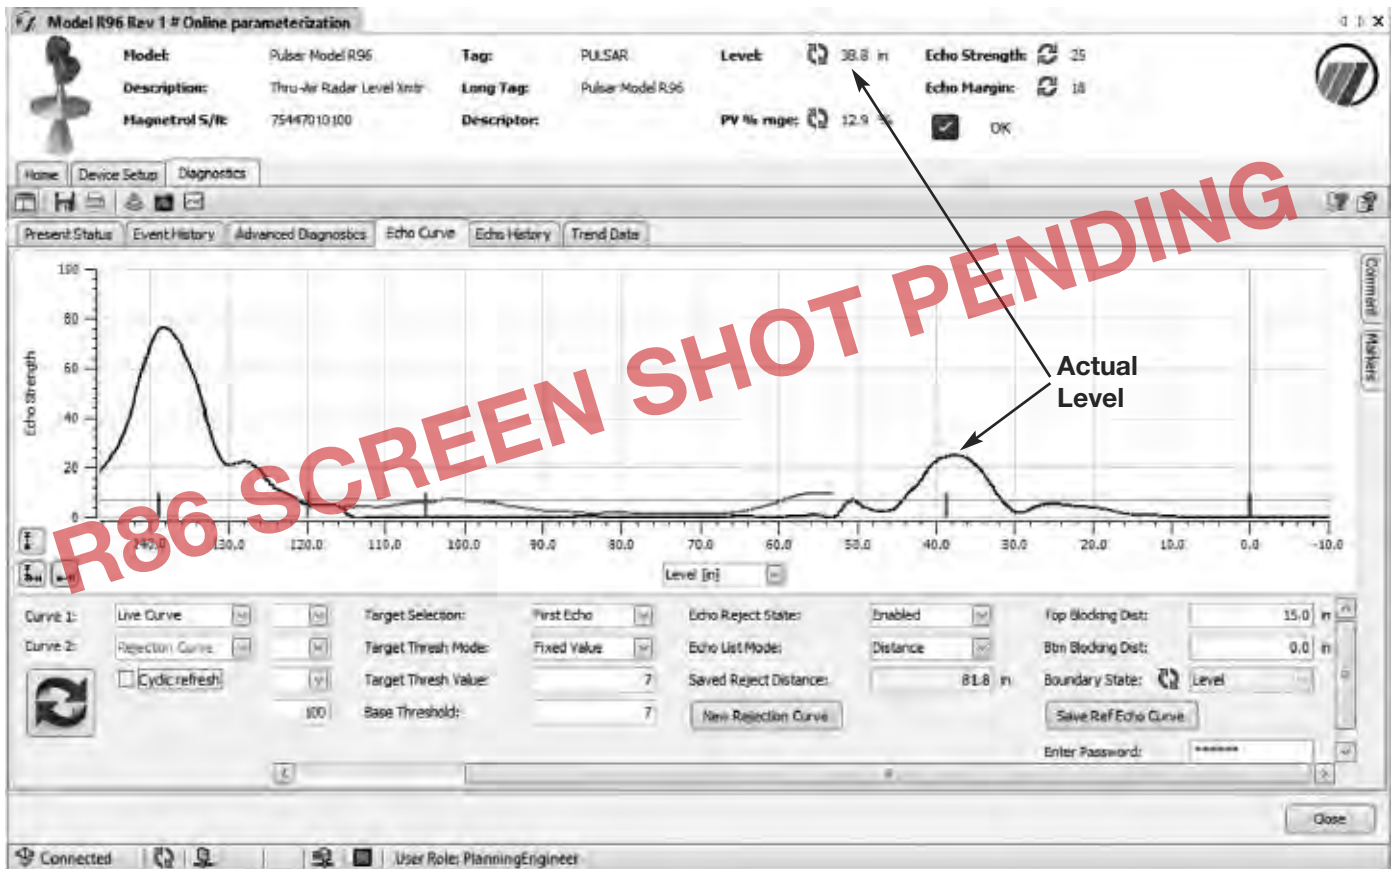 Model R96 Rev 1 # Online parameterization
Model: Pulsar Model R96 Tag: PULSAR Level: 38.8 in Echo Strength: 25
Description: Thru-Air Radar Level Xmtr Long Tag: Pulsar Model R96 Echo Margin: 18
Magnetrol S/N: 75447010100 Descriptor: PV % rnge: 12.9 % OK
Home Device Setup Diagnostics
Present Status Event History Advanced Diagnostics Echo Curve Echo History Trend Data
Comment
Markers
R86 SCREEN SHOT PENDING
Actual
Level
Echo Strength
100
80
60
40
20
0
140.0 130.0 120.0 110.0 100.0 90.0 80.0 70.0 60.0 50.0 40.0 30.0 20.0 10.0 0.0 -10.0
Level [in]
Curve 1: Live Curve Target Selection: First Echo Echo Reject State: Enabled Top Blocking Dist: 15.0 in
Curve 2: Rejection Curve Target Thresh Mode: Fixed Value Echo List Mode: Distance Btm Blocking Dist: 0.0 in
Cyclic refresh Target Thresh Value: 7 Saved Reject Distance: 81.8 in Boundary State: Level
100 Base Threshold: 7 New Rejection Curve Save Ref Echo Curve
Enter Password: ******
Close
Connected User Role: PlanningEngineer